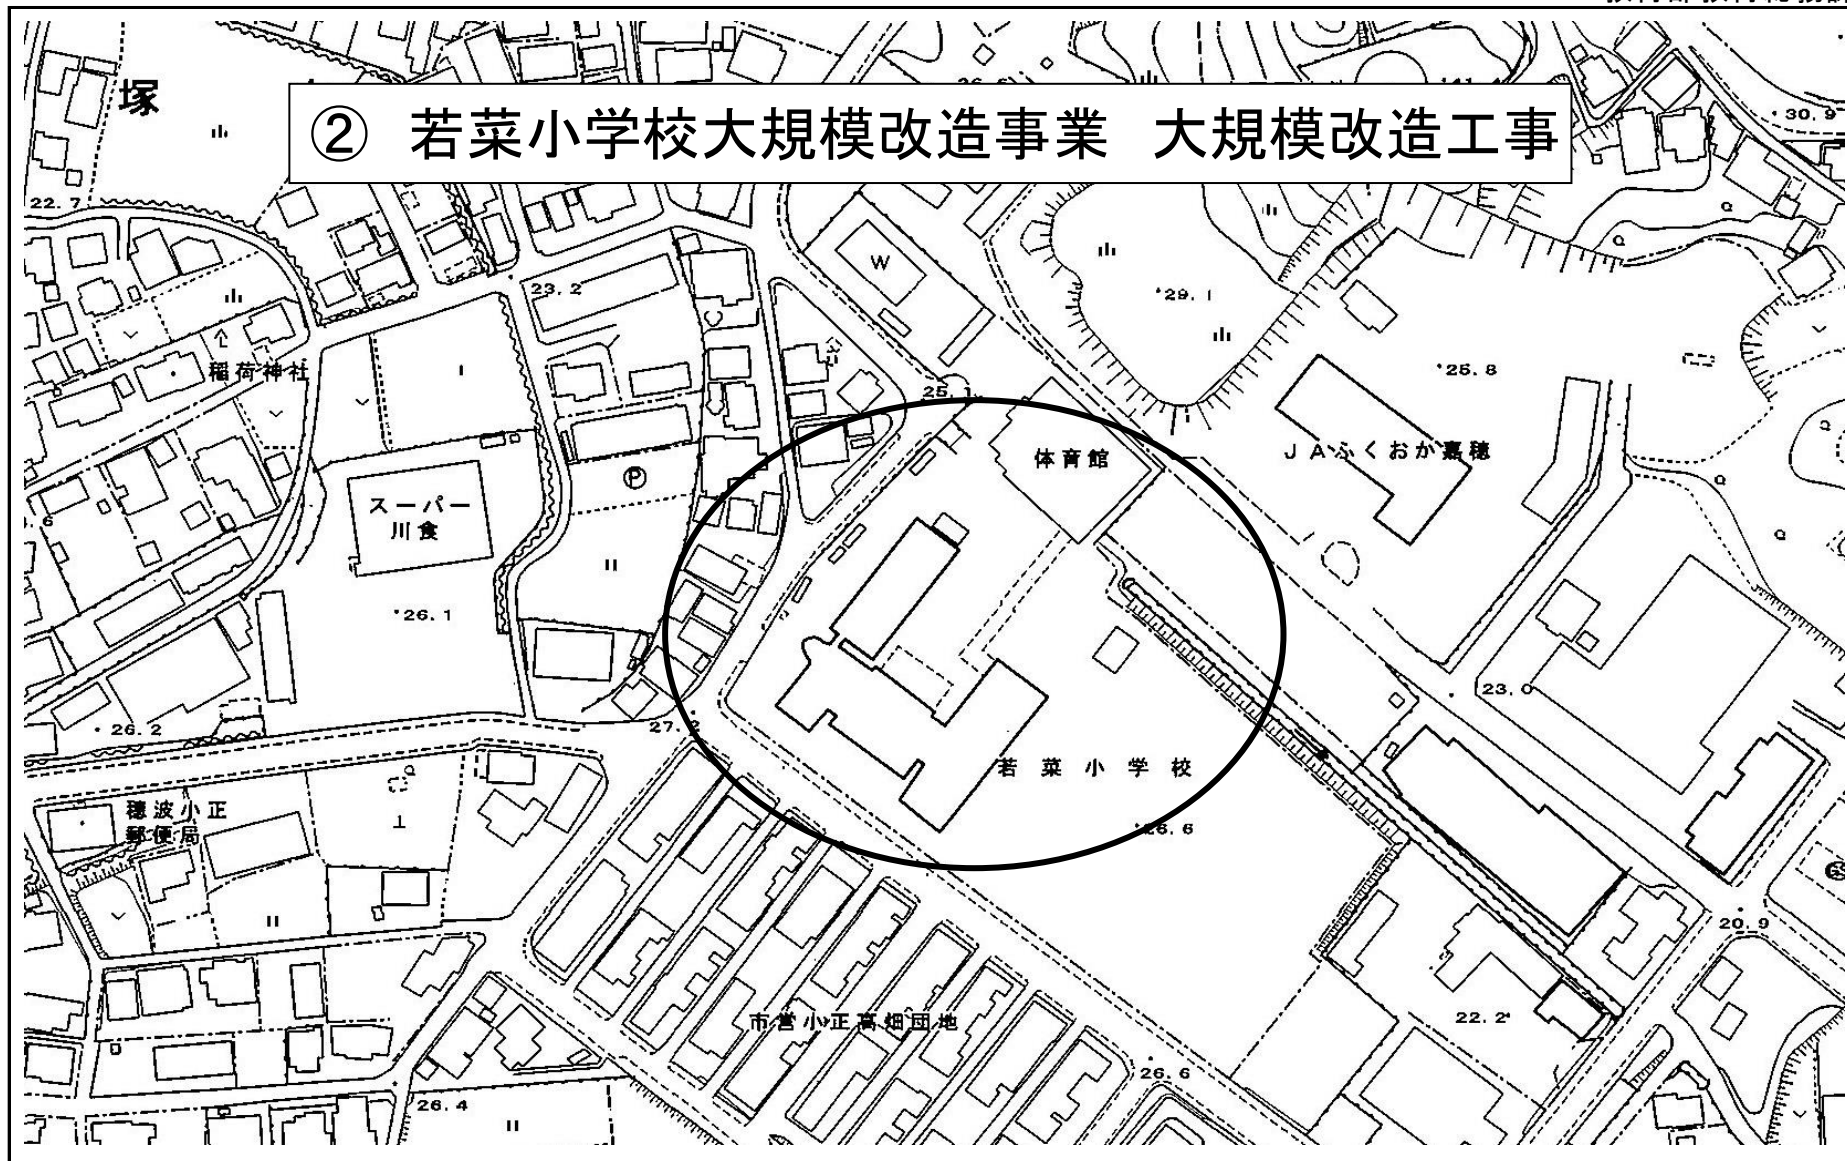 塚
② 若菜小学校大規模改造事業 大規模改造工事
30.9
22.7
W
23.2
29.1
稲荷神社
25.8
体育館
JAふくおか嘉穂
スーパー
川食
P
26.1
23.0
26.2
27.2
若菜小学校
穂波小正
郵便局
26.6
20.9
市営小正高畑団地
22.2
26.6
26.4